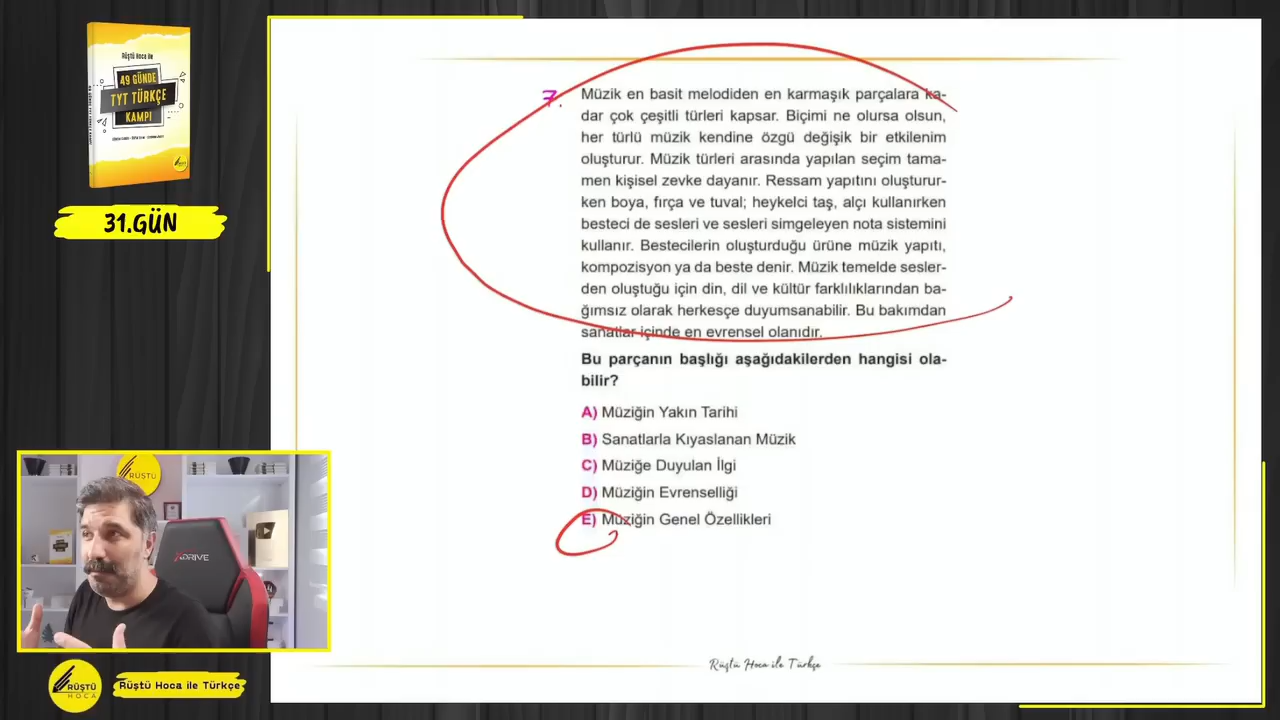 RÜŞTÜ HOCA İLE
49 GÜNDE
TYT TÜRKÇE
KAMPI
31.GÜN
7.
Müzik en basit melodiden en karmaşık parçalara ka-
dar çok çeşitli türleri kapsar. Biçimi ne olursa olsun,
her türlü müzik kendine özgü değişik bir etkilenim
oluşturur. Müzik türleri arasında yapılan seçim tama-
men kişisel zevke dayanır. Ressam yapıtını oluşturur-
ken boya, fırça ve tuval; heykelci taş, alçı kullanırken
besteci de sesleri ve sesleri simgeleyen nota sistemini
kullanır. Bestecilerin oluşturduğu ürüne müzik yapıtı,
kompozisyon ya da beste denir. Müzik temelde sesler-
den oluştuğu için din, dil ve kültür farklılıklarından ba-
ğımsız olarak herkesçe duyumsanabilir. Bu bakımdan
sanatlar içinde en evrensel olanıdır.
Bu parçanın başlığı aşağıdakilerden hangisi ola-
bilir?
A) Müziğin Yakın Tarihi
B) Sanatlarla Kıyaslanan Müzik
C) Müziğe Duyulan İlgi
D) Müziğin Evrenselliği
E) Müziğin Genel Özellikleri
RÜŞTÜ
XDRIVE
Rüştü Hoca ile Türkçe
RÜŞTÜ
HOCA
Rüştü Hoca ile Türkçe